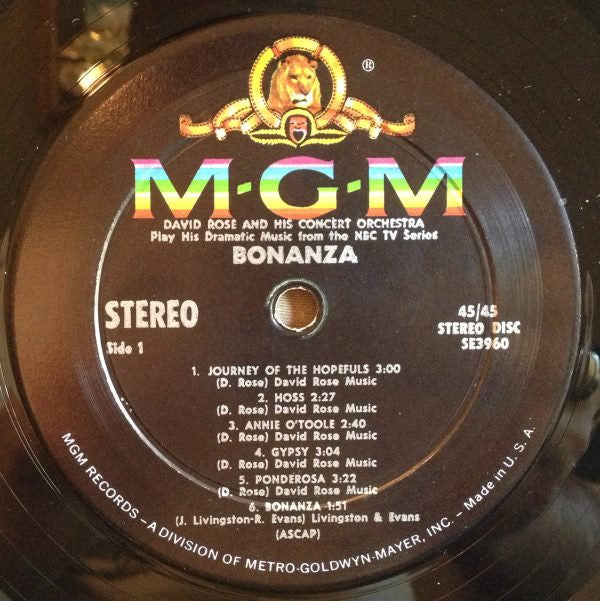 ®
M-G-M
DAVID ROSE AND HIS CONCERT ORCHESTRA
Play His Dramatic Music from the NBC TV Series
BONANZA
STEREO
Side 1
45/45
STEREO DISC
SE3960
1. JOURNEY OF THE HOPEFULS 3:00
(D. Rose) David Rose Music
2. HOSS 2:27
(D. Rose) David Rose Music
3. ANNIE O'TOOLE 2:40
(D. Rose) David Rose Music
4. GYPSY 3:04
(D. Rose) David Rose Music
5. PONDEROSA 3:22
(D. Rose) David Rose Music
6. BONANZA 1:51
(J. Livingston-R. Evans) Livingston & Evans
(ASCAP)
MGM RECORDS – A DIVISION OF METRO-GOLDWYN-MAYER, INC. – Made in U. S. A.